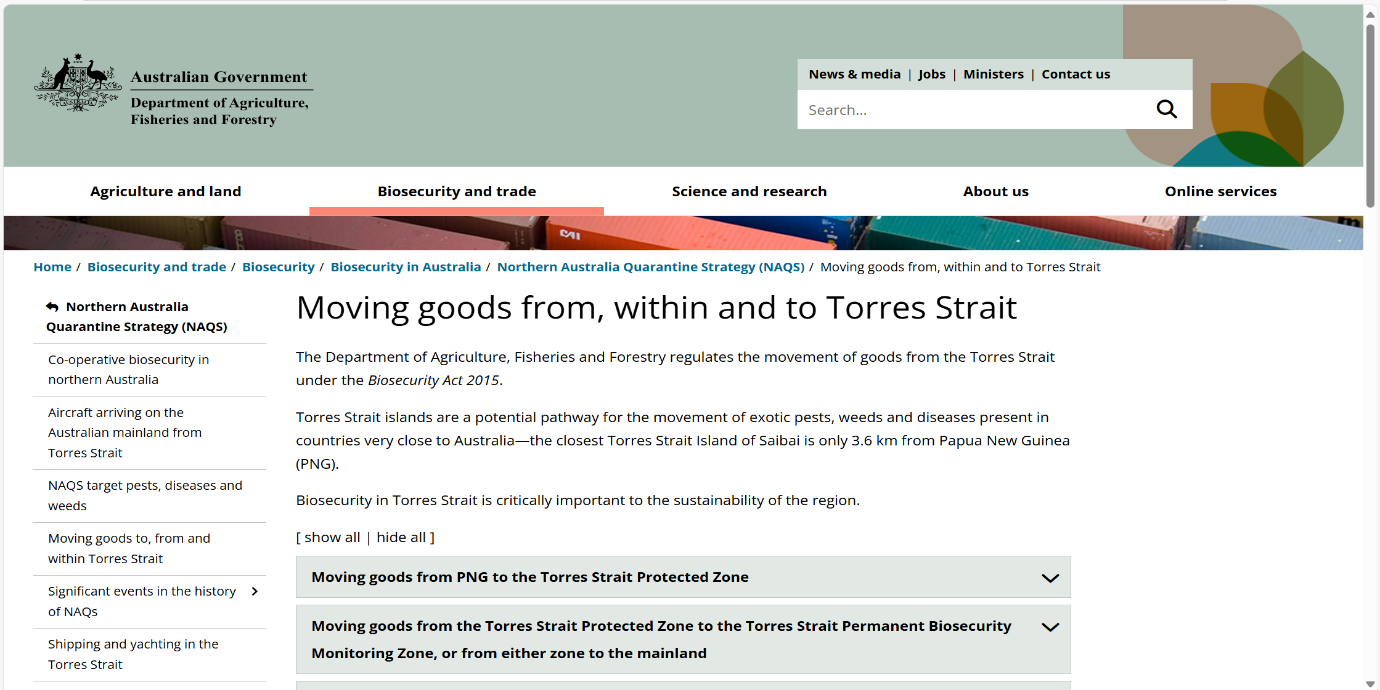 Australian Government
Department of Agriculture,
Fisheries and Forestry
News & media | Jobs | Ministers | Contact us
Search...
Agriculture and land
Biosecurity and trade
Science and research
About us
Online services
CAI
Home / Biosecurity and trade / Biosecurity / Biosecurity in Australia / Northern Australia Quarantine Strategy (NAQS) / Moving goods from, within and to Torres Strait
Northern Australia
Quarantine Strategy (NAQS)
Co-operative biosecurity in
northern Australia
Aircraft arriving on the
Australian mainland from
Torres Strait
NAQS target pests, diseases and
weeds
Moving goods to, from and
within Torres Strait
Significant events in the history
of NAQs
Shipping and yachting in the
Torres Strait
Moving goods from, within and to Torres Strait
The Department of Agriculture, Fisheries and Forestry regulates the movement of goods from the Torres Strait
under the Biosecurity Act 2015.
Torres Strait islands are a potential pathway for the movement of exotic pests, weeds and diseases present in
countries very close to Australia—the closest Torres Strait Island of Saibai is only 3.6 km from Papua New Guinea
(PNG).
Biosecurity in Torres Strait is critically important to the sustainability of the region.
[ show all | hide all ]
Moving goods from PNG to the Torres Strait Protected Zone
Moving goods from the Torres Strait Protected Zone to the Torres Strait Permanent Biosecurity
Monitoring Zone, or from either zone to the mainland